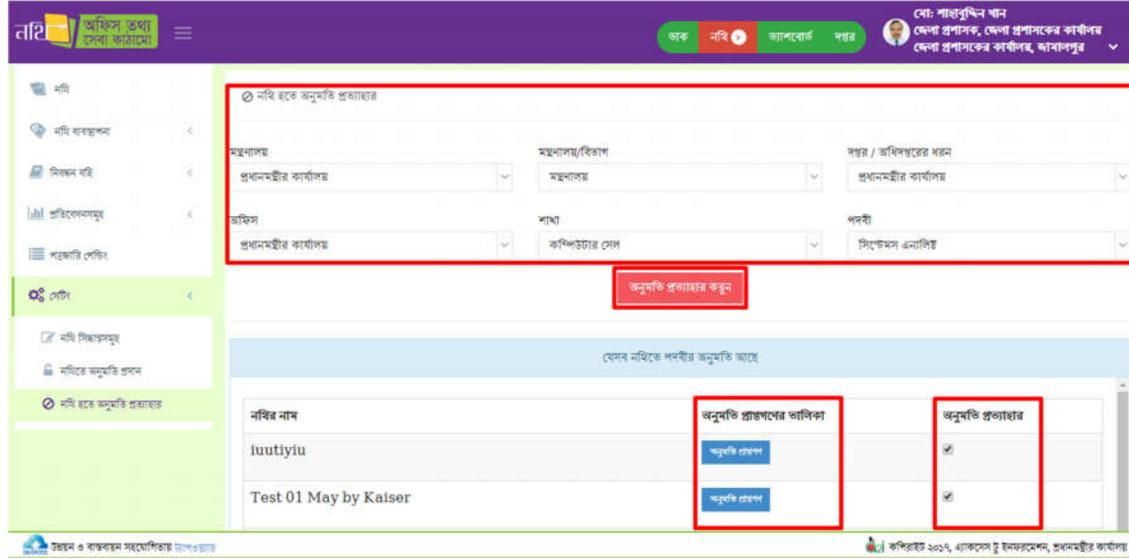 নথি অফিস তথ্য
সেবা কাঠামো
ডাক নথি ড্যাশবোর্ড দপ্তর
মো: শাহাবুদ্দিন খান
জেলা প্রশাসক, জেলা প্রশাসকের কার্যালয়
জেলা প্রশাসকের কার্যালয়, জামালপুর
নথি
নথি ব্যবস্থাপনা
নিবন্ধন বহি
প্রতিবেদনসমূহ
পত্রজারি পেন্ডিং
সেটিং
নথি সিদ্ধান্তসমূহ
নথিতে অনুমতি প্রদান
নথি হতে অনুমতি প্রত্যাহার
নথি হতে অনুমতি প্রত্যাহার
মন্ত্রণালয় মন্ত্রণালয়/বিভাগ দপ্তর / অধিদপ্তরের ধরন
প্রধানমন্ত্রীর কার্যালয় মন্ত্রণালয় প্রধানমন্ত্রীর কার্যালয়
অফিস শাখা পদবী
প্রধানমন্ত্রীর কার্যালয় কম্পিউটার সেল সিস্টেমস এনালিষ্ট
অনুমতি প্রত্যাহার করুন
যেসব নথিতে পদবীর অনুমতি আছে
নথির নাম অনুমতি প্রাপ্তগণের তালিকা অনুমতি প্রত্যাহার
iuutiyiu অনুমতি প্রাপ্তগণ
Test 01 May by Kaiser অনুমতি প্রাপ্তগণ
উন্নয়ন ও বাস্তবায়ন সহযোগিতায় ট্যাপওয়্যার
কপিরাইট ২০১৭, এ্যাকসেস টু ইনফরমেশন, প্রধানমন্ত্রীর কার্যালয়